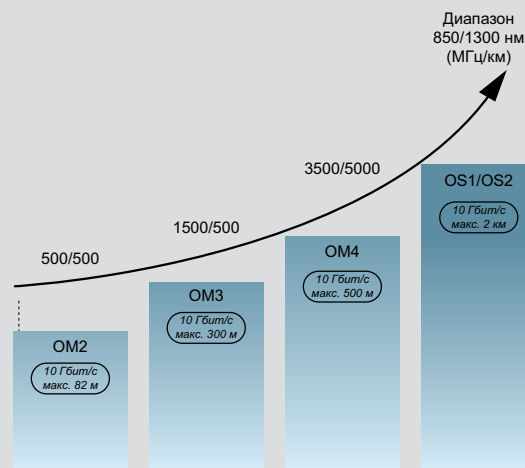 Диапазон
850/1300 нм
(МГц/км)
3500/5000
1500/500
500/500
OS1/OS2
10 Гбит/с
макс. 2 км
OM4
10 Гбит/с
макс. 500 м
OM3
10 Гбит/с
макс. 300 м
OM2
10 Гбит/с
макс. 82 м